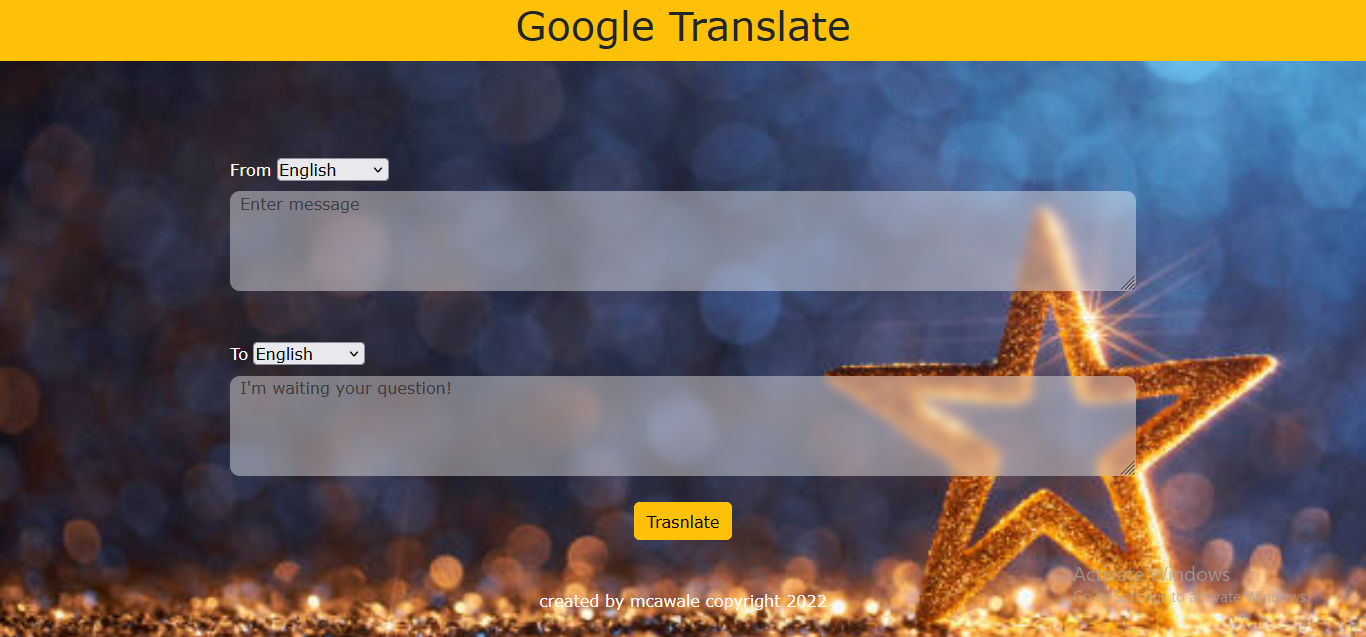 Google Translate
From English
Enter message
To English
I'm waiting your question!
Trasnlate
Activate Windows
Go to Settings to activate Windows.
created by mcawale copyright 2022